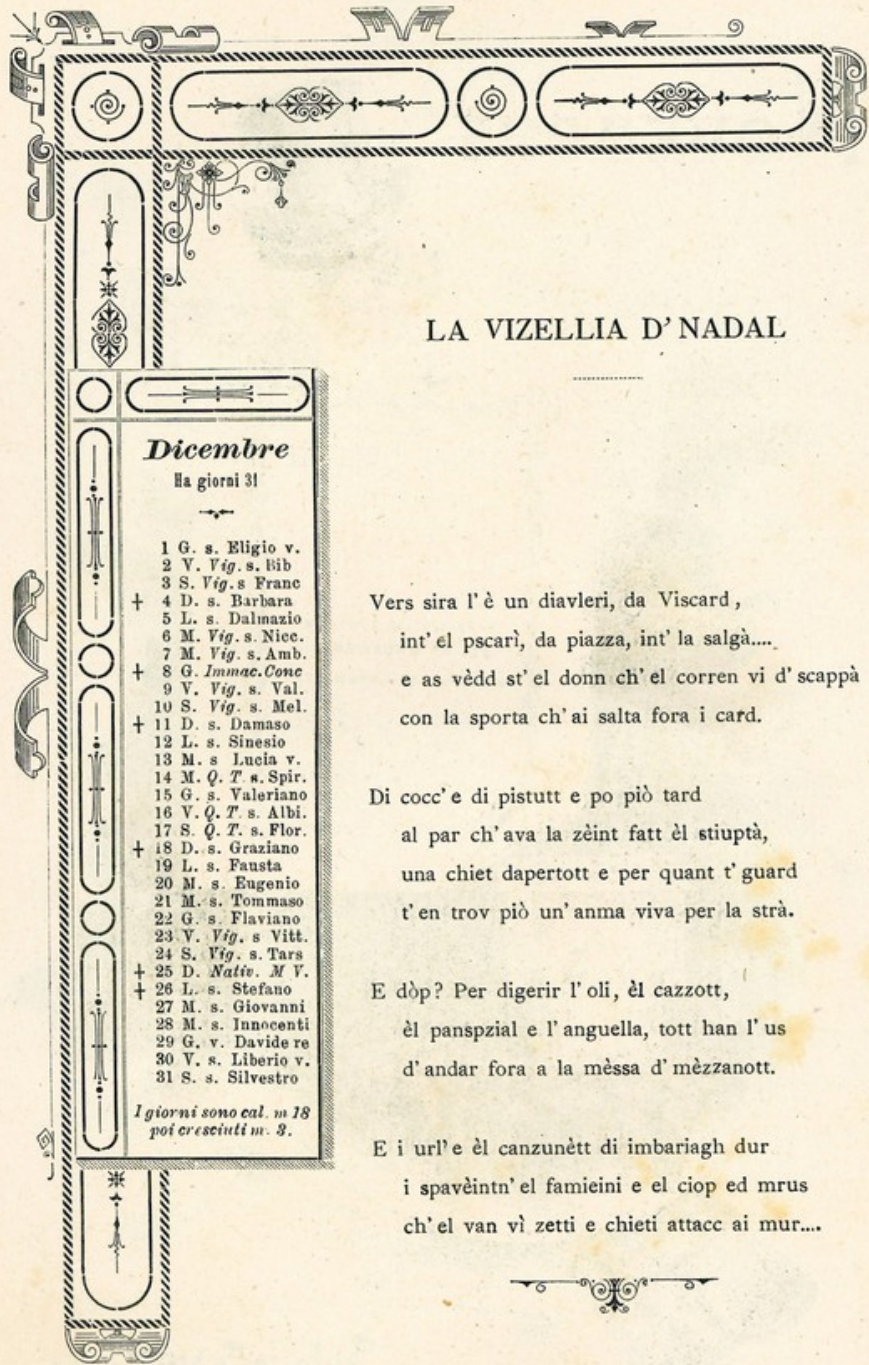 LA VIZELLIA D' NADAL
Dicembre
Ha giorni 31
1 G. s. Eligio v.
2 V. Vig. s. Bib
3 S. Vig. s Franc
+ 4 D. s. Barbara
5 L. s. Dalmazio
6 M. Vig. s. Nicc.
7 M. Vig. s. Amb.
+ 8 G. Immac. Conc
9 V. Vig. s. Val.
10 S. Vig. s. Mel.
+ 11 D. s. Damaso
12 L. s. Sinesio
13 M. s Lucia v.
14 M. Q. T. s. Spir.
15 G. s. Valeriano
16 V. Q. T. s. Albi.
17 S. Q. T. s. Flor.
+ 18 D. s. Graziano
19 L. s. Fausta
20 M. s. Eugenio
21 M. s. Tommaso
22 G. s. Flaviano
23 V. Vig. s Vitt.
24 S. Vig. s. Tars
+ 25 D. Nativ. M V.
+ 26 L. s. Stefano
27 M. s. Giovanni
28 M. s. Innocenti
29 G. v. Davide re
30 V. s. Liberio v.
31 S. s. Silvestro
I giorni sono cal. m 18
poi cresciuti m. 3.
Vers sira l' è un diavleri, da Viscard,
int' el pscarì, da piazza, int' la salgà....
e as vèdd st' el donn ch' el corren vi d' scappà
con la sporta ch' ai salta fora i card.
Di cocc' e di pistutt e po piò tard
al par ch' ava la zèint fatt èl stiuptà,
una chiet dapertott e per quant t' guard
t' en trov piò un' anma viva per la strà.
E dòp? Per digerir l' oli, èl cazzott,
èl panspzial e l' anguella, tott han l' us
d' andar fora a la mèssa d' mèzzanott.
E i url' e èl canzunètt di imbariagh dur
i spavèintn' el famieini e el ciop ed mrus
ch' el van vì zetti e chieti attacc ai mur....